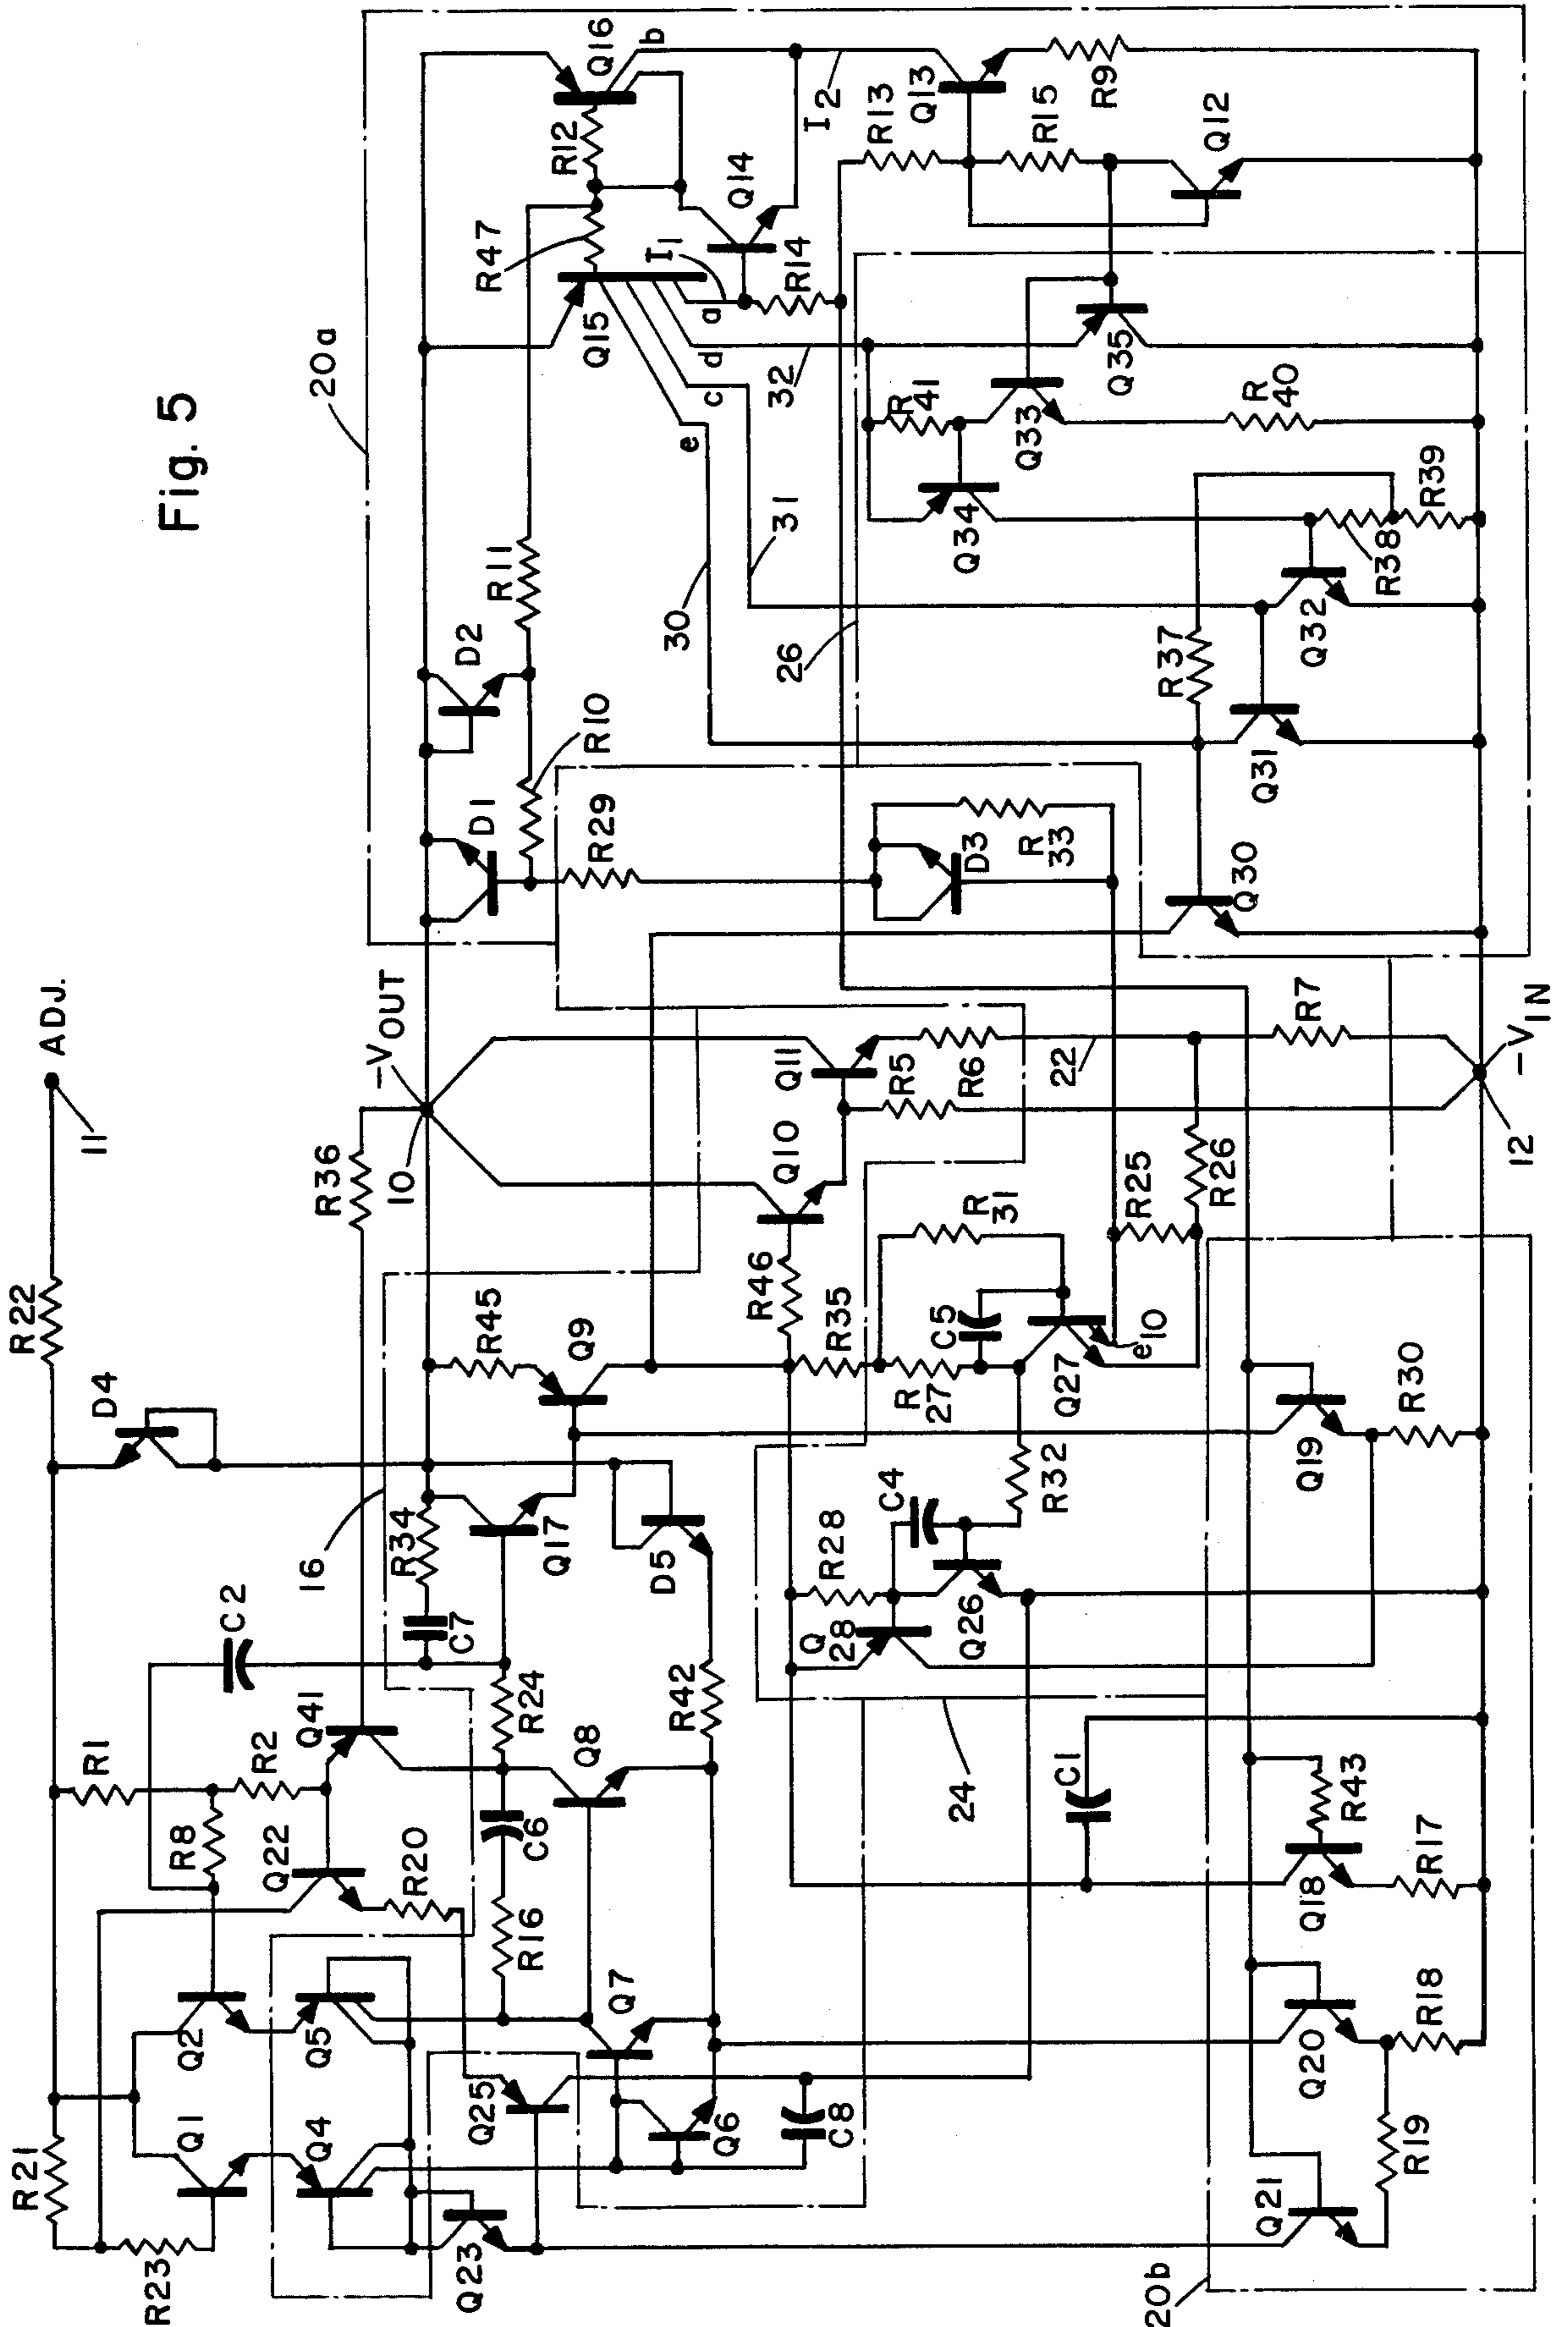 R21
R22
ADJ.
R1
D4
11
R23
Q1
Q2
R8
C2
Fig. 5
Q22
R2
Q41
16
R36
20a
Q4
Q5
R20
R34
-VOUT
10
Q23
Q25
C7
D1
D2
R11
R47
R12
Q16
R16
C6
R24
Q17
R45
R10
Q15
Q7
Q8
Q9
R29
b
Q6
R42
D5
30
e
I1
Q14
C8
R46
Q10
26
31
c
d
a
R14
Q28
R28
C4
R35
Q11
32
I2
R13
24
Q26
R27
C5
R31
R5
R6
D3
R33
Q34
R41
Q33
Q13
C1
R32
Q27
e10
22
R15
20b
R25
R37
Q35
R9
Q21
Q20
Q18
R43
Q19
R26
R7
Q30
Q31
Q32
R38
R40
Q12
R19
R18
R17
R30
R39
12
-VIN